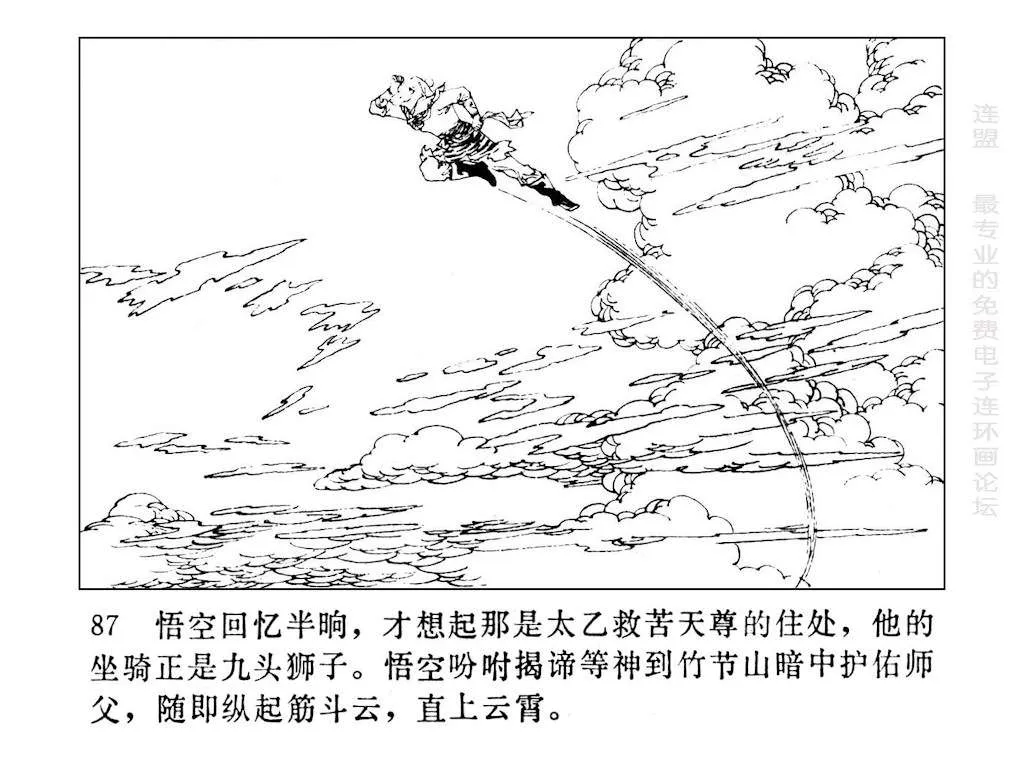 87 悟空回忆半晌，才想起那是太乙救苦天尊的住处，他的
坐骑正是九头狮子。悟空吩咐揭谛等神到竹节山暗中护佑师
父，随即纵起筋斗云，直上云霄。
连盟 最专业的免费电子连环画论坛